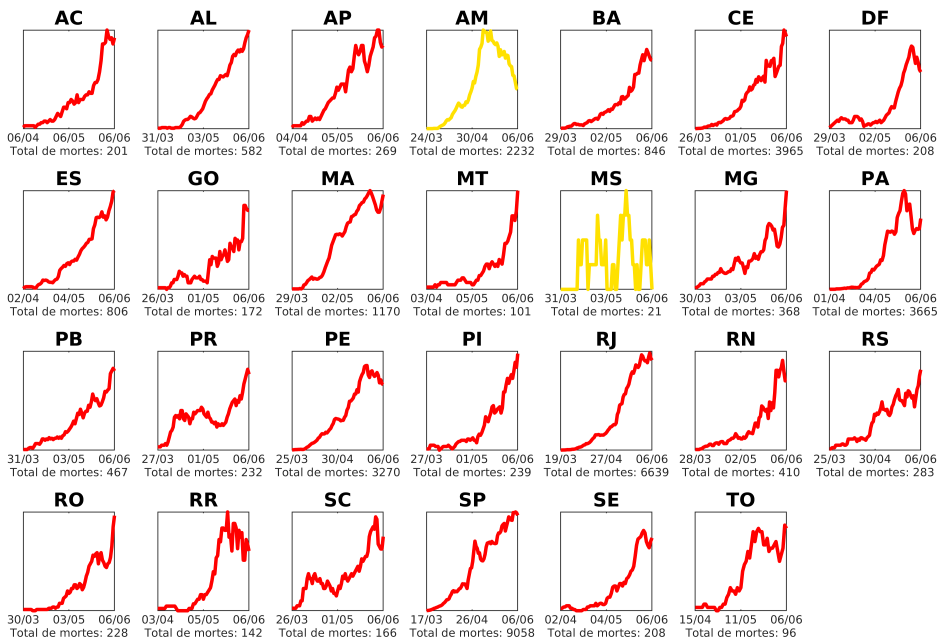 AC AL AP AM BA CE DF
06/04 06/05 06/06 31/03 03/05 06/06 04/04 05/05 06/06 24/03 30/04 06/06 29/03 02/05 06/06 26/03 01/05 06/06 29/03 02/05 06/06
Total de mortes: 201 Total de mortes: 582 Total de mortes: 269 Total de mortes: 2232 Total de mortes: 846 Total de mortes: 3965 Total de mortes: 208
ES GO MA MT MS MG PA
02/04 04/05 06/06 26/03 01/05 06/06 29/03 02/05 06/06 03/04 05/05 06/06 31/03 03/05 06/06 30/03 03/05 06/06 01/04 04/05 06/06
Total de mortes: 806 Total de mortes: 172 Total de mortes: 1170 Total de mortes: 101 Total de mortes: 21 Total de mortes: 368 Total de mortes: 3665
PB PR PE PI RJ RN RS
31/03 03/05 06/06 27/03 01/05 06/06 25/03 30/04 06/06 27/03 01/05 06/06 19/03 27/04 06/06 28/03 02/05 06/06 25/03 30/04 06/06
Total de mortes: 467 Total de mortes: 232 Total de mortes: 3270 Total de mortes: 239 Total de mortes: 6639 Total de mortes: 410 Total de mortes: 283
RO RR SC SP SE TO
30/03 03/05 06/06 03/04 05/05 06/06 26/03 01/05 06/06 17/03 26/04 06/06 02/04 04/05 06/06 15/04 11/05 06/06
Total de mortes: 228 Total de mortes: 142 Total de mortes: 166 Total de mortes: 9058 Total de mortes: 208 Total de mortes: 96